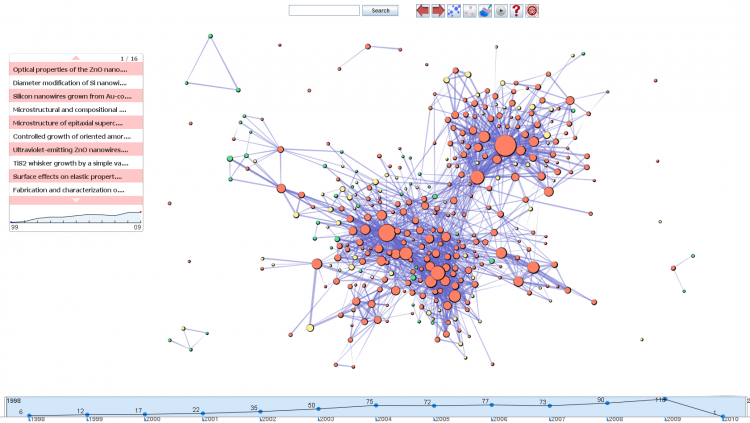 Search
?
1 / 16
Optical properties of the ZnO nano....
Diameter modification of Si nanowi...
Silicon nanowires grown from Au-co...
Microstructural and compositional ....
Microstructure of epitaxial superc....
Controlled growth of oriented amor....
Ultraviolet-emitting ZnO nanowires...
TiS2 whisker growth by a simple va...
Surface effects on elastic propert....
Fabrication and characterization o...
99 09
1998
6 12 17 22 35 50 75 72 77 73 90 118 1
1998 1999 2000 2001 2002 2003 2004 2005 2006 2007 2008 2009 2010